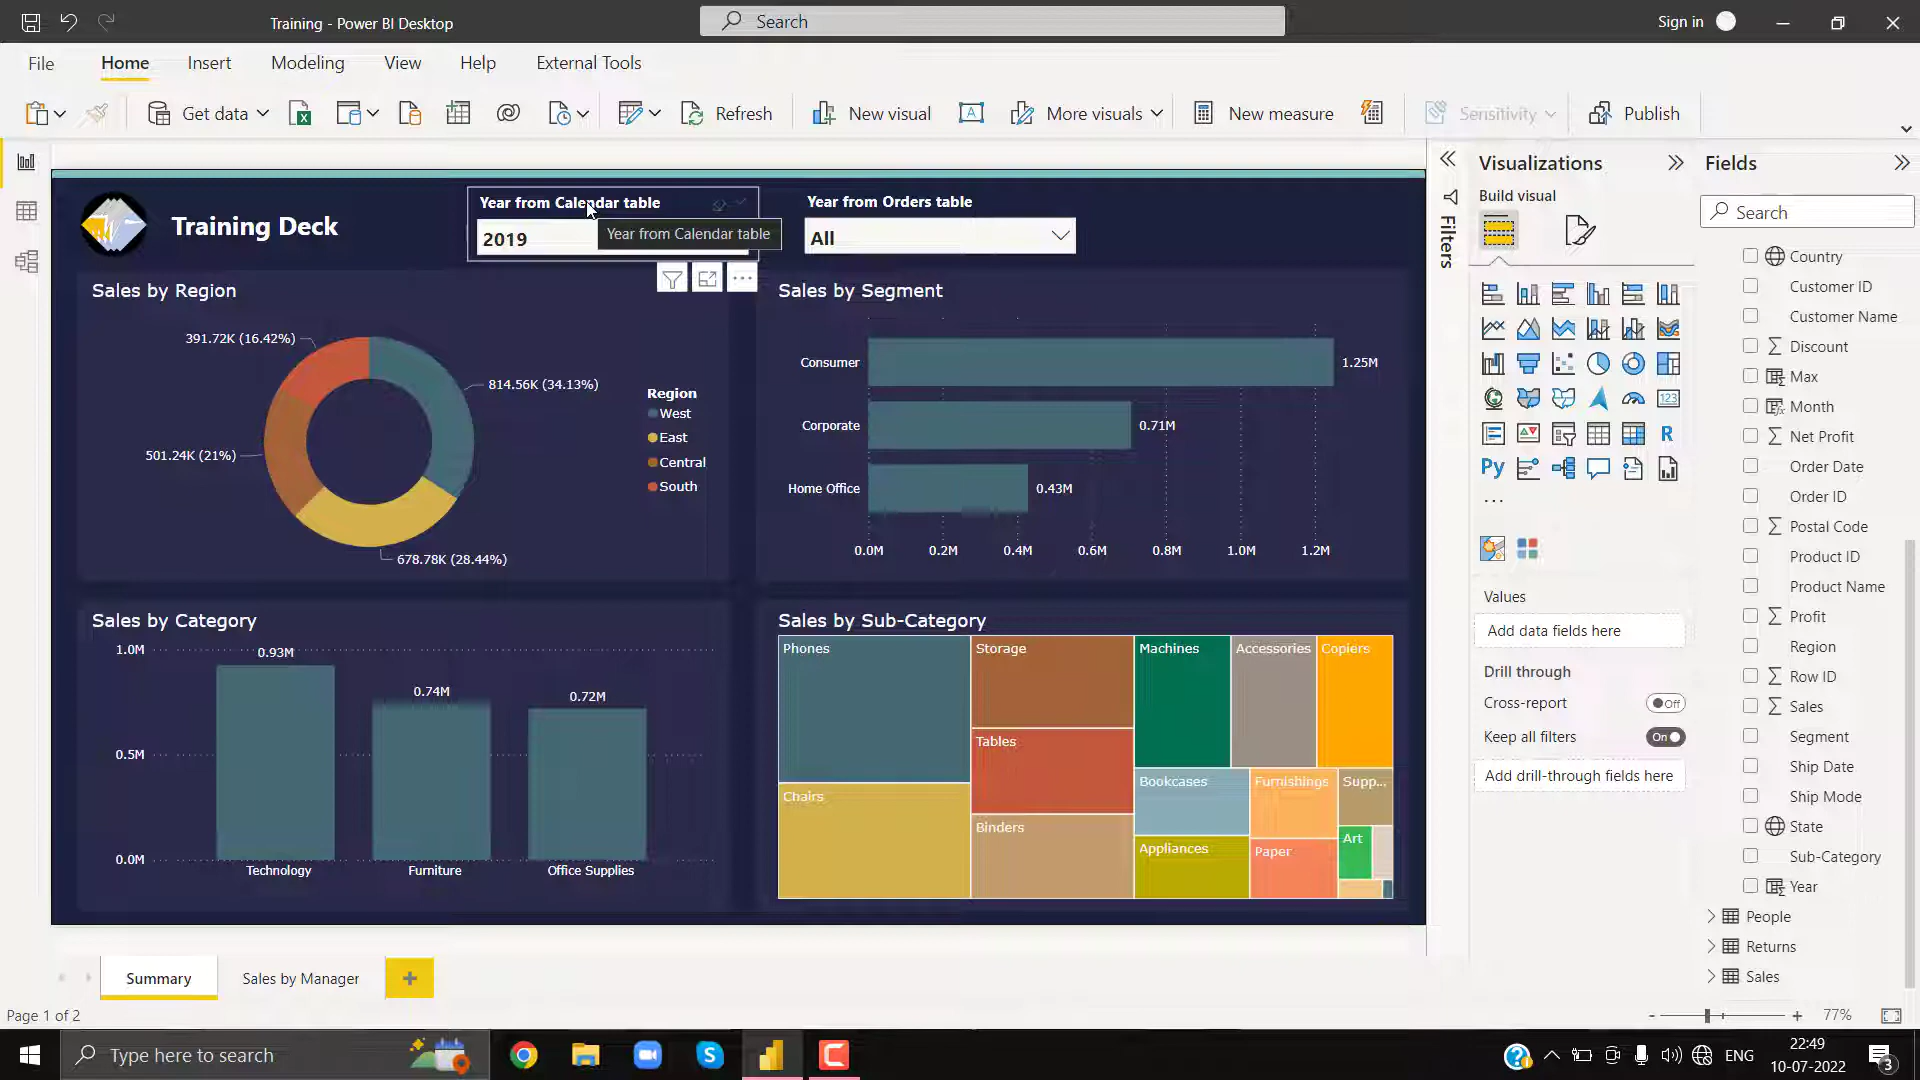 Training - Power BI Desktop
Search
Sign in
File
Home
Insert
Modeling
View
Help
External Tools
Get data
Refresh
New visual
More visuals
New measure
Sensitivity
Publish
Training Deck
Year from Calendar table
2019
Year from Calendar table
Year from Orders table
All
Sales by Region
391.72K (16.42%)
814.56K (34.13%)
501.24K (21%)
678.78K (28.44%)
Region
West
East
Central
South
Sales by Segment
Consumer
1.25M
Corporate
0.71M
Home Office
0.43M
0.0M 0.2M 0.4M 0.6M 0.8M 1.0M 1.2M
Sales by Category
1.0M
0.5M
0.0M
0.93M
0.74M
0.72M
Technology Furniture Office Supplies
Sales by Sub-Category
Phones
Chairs
Storage
Tables
Binders
Machines
Accessories
Copiers
Bookcases
Furnishings
Supp...
Appliances
Paper
Art
Filters
Visualizations
Build visual
123
R
Py
...
Values
Add data fields here
Drill through
Cross-report
Off
Keep all filters
On
Add drill-through fields here
Fields
Search
Country
Customer ID
Customer Name
Discount
Max
Month
Net Profit
Order Date
Order ID
Postal Code
Product ID
Product Name
Profit
Region
Row ID
Sales
Segment
Ship Date
Ship Mode
State
Sub-Category
Year
People
Returns
Sales
Summary
Sales by Manager
+
Page 1 of 2
- + 77%
Type here to search
ENG
22:49
10-07-2022
3